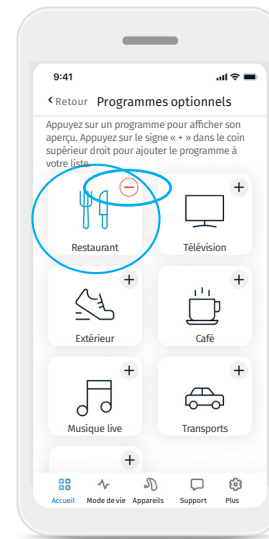 9:41
Retour Programmes optionnels
Appuyez sur un programme pour afficher son
aperçu. Appuyez sur le signe « + » dans le coin
supérieur droit pour ajouter le programme à
votre liste.
Restaurant
Télévision
Extérieur
Café
Musique live
Transports
Accueil Mode de vie Appareils Support Plus